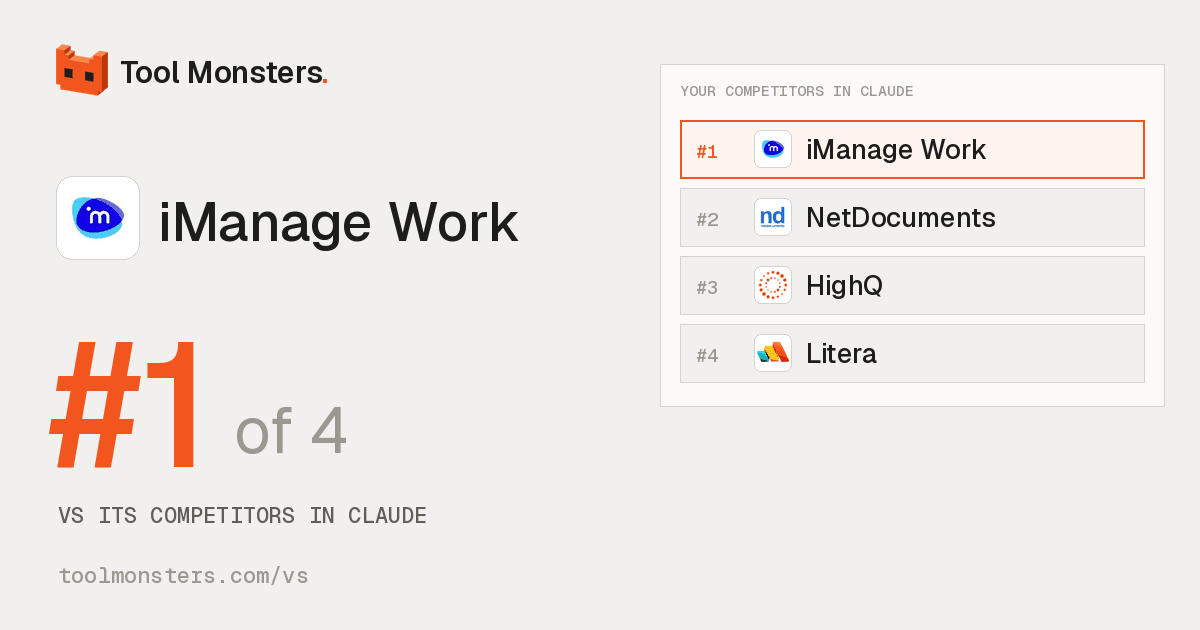 Tool Monsters.
iManage Work
#1 of 4
VS ITS COMPETITORS IN CLAUDE
toolmonsters.com/vs
YOUR COMPETITORS IN CLAUDE
#1 iManage Work
#2 nd NetDocuments
#3 HighQ
#4 Litera